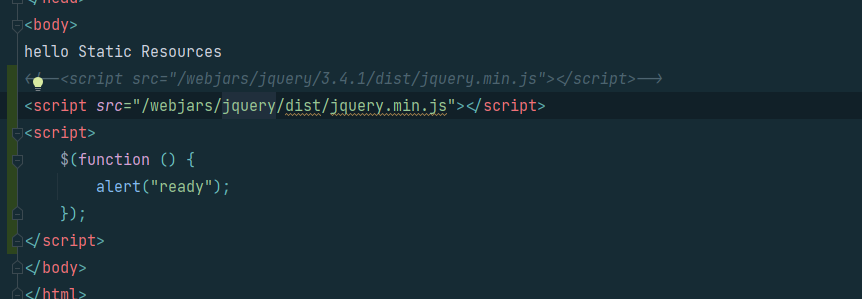 </head>
<body>
hello Static Resources
<script src="/webjars/jquery/3.4.1/dist/jquery.min.js"></script>-->
<script src="/webjars/jquery/dist/jquery.min.js"></script>
<script>
$(function () {
alert("ready");
});
</script>
</body>
</html>